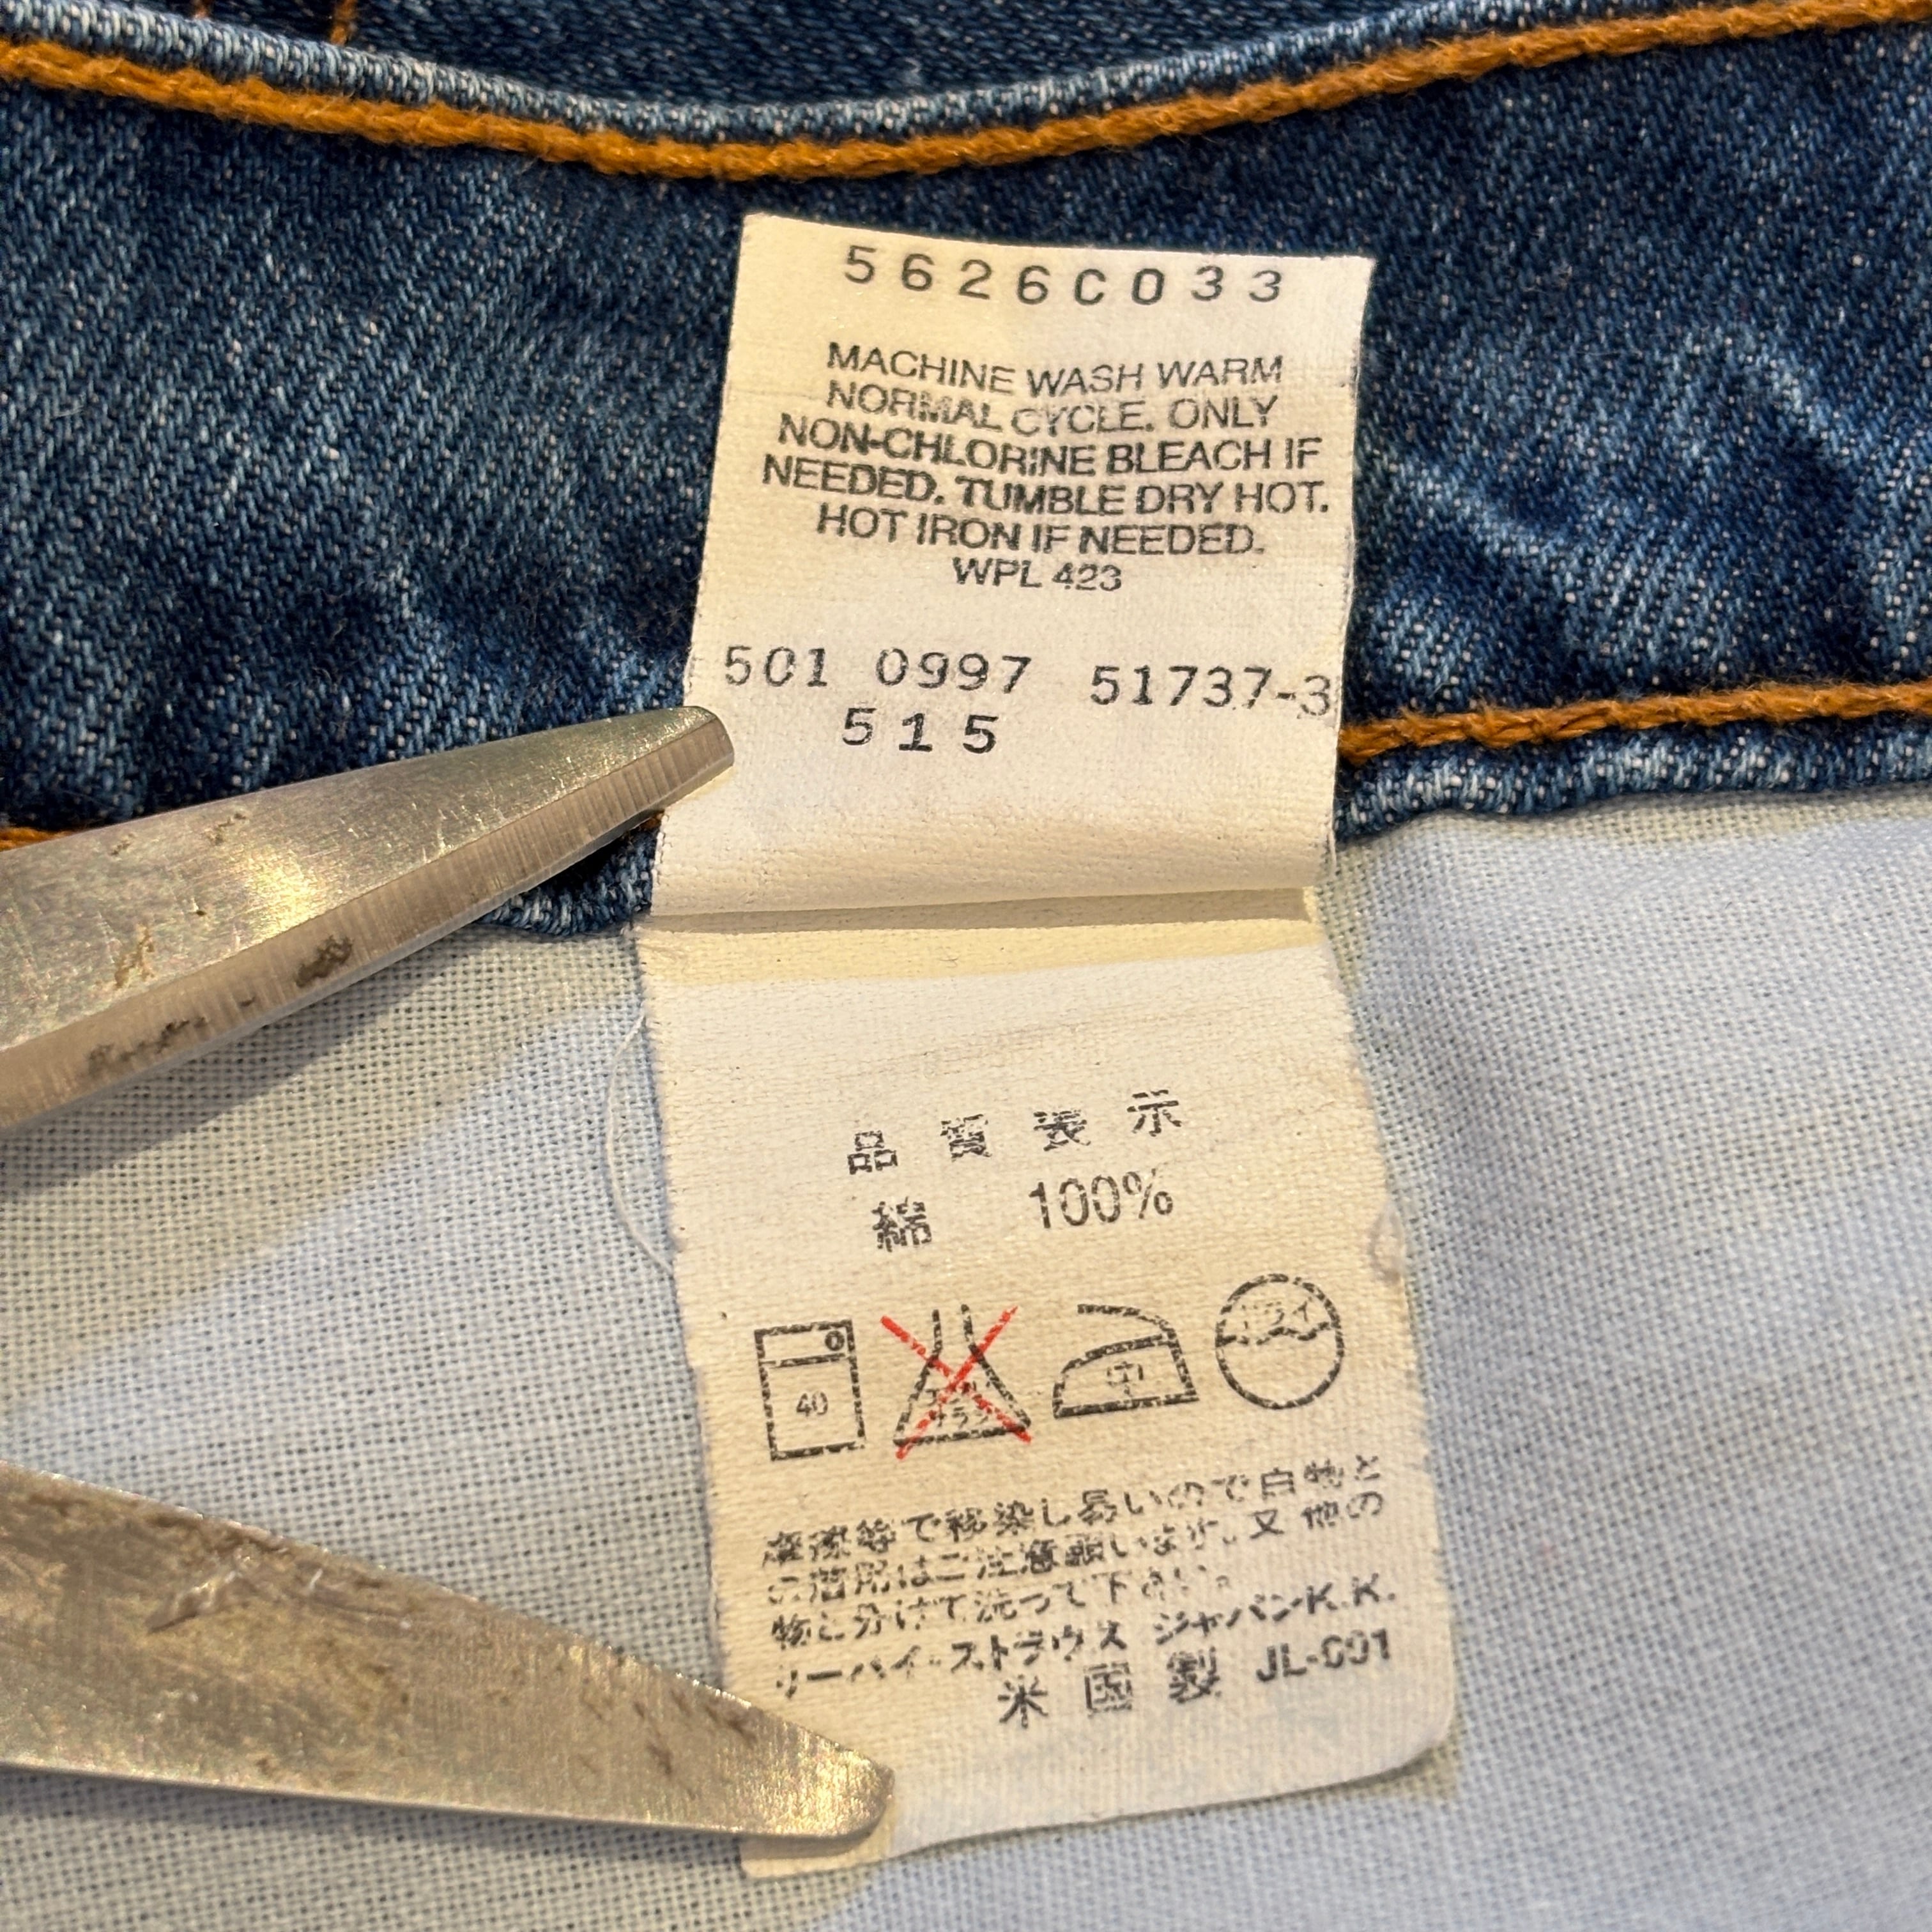 5626C033
MACHINE WASH WARM
NORMAL CYCLE. ONLY
NON-CHLORINE BLEACH IF
NEEDED. TUMBLE DRY HOT.
HOT IRON IF NEEDED.
WPL 423
501 0997 51737-3
515
品質表示
綿 100%
40
中
ドライ
摩擦等で移染し易いので白物と
の着用はご注意願います。又他の
物と分けて洗って下さい。
リーバイ・ストラウス ジャパンK.K.
米国製 JL-001